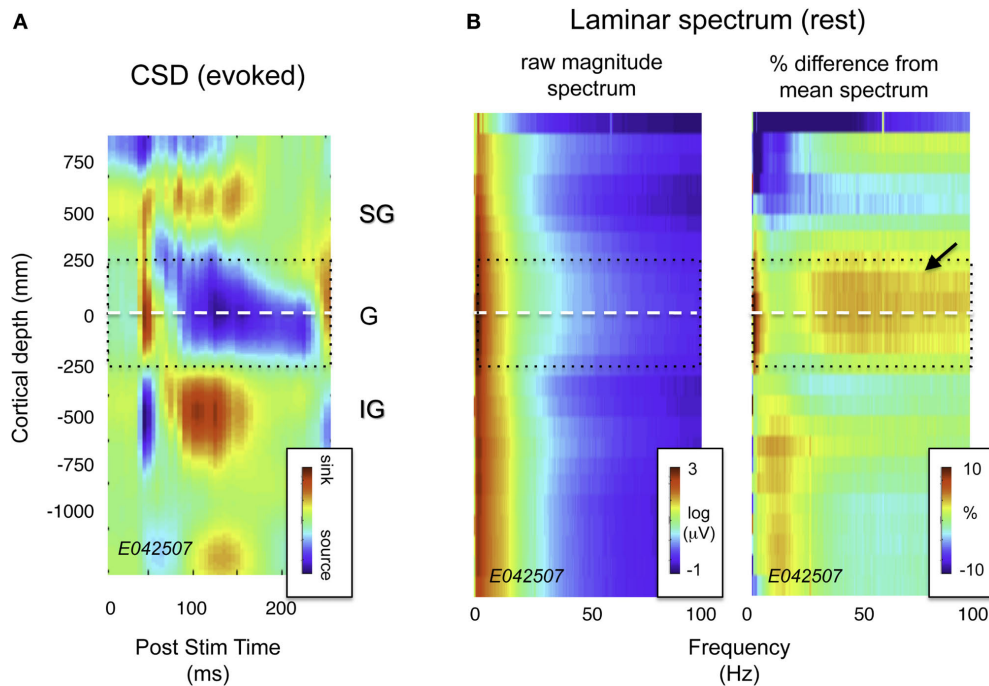 A
CSD (evoked)
Cortical depth (mm)
750
500
250
0
-250
-500
-750
-1000
SG
G
IG
E042507
sink
source
0 100 200
Post Stim Time
(ms)
B
Laminar spectrum (rest)
raw magnitude
spectrum
% difference from
mean spectrum
3
log
(μV)
-1
E042507
10
%
-10
E042507
0 50 100
0 50 100
Frequency
(Hz)